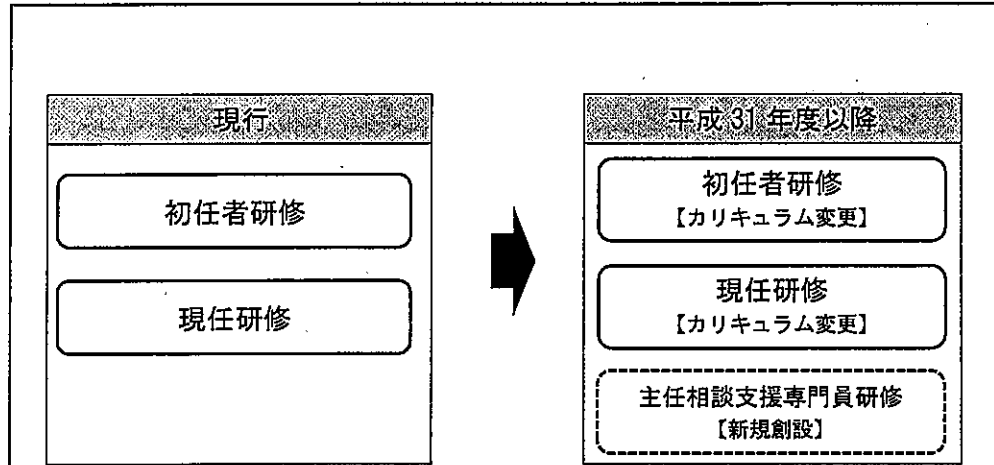 現行
初任者研修
現任研修
平成 31 年度以降
初任者研修
【カリキュラム変更】
現任研修
【カリキュラム変更】
主任相談支援専門員研修
【新規創設】